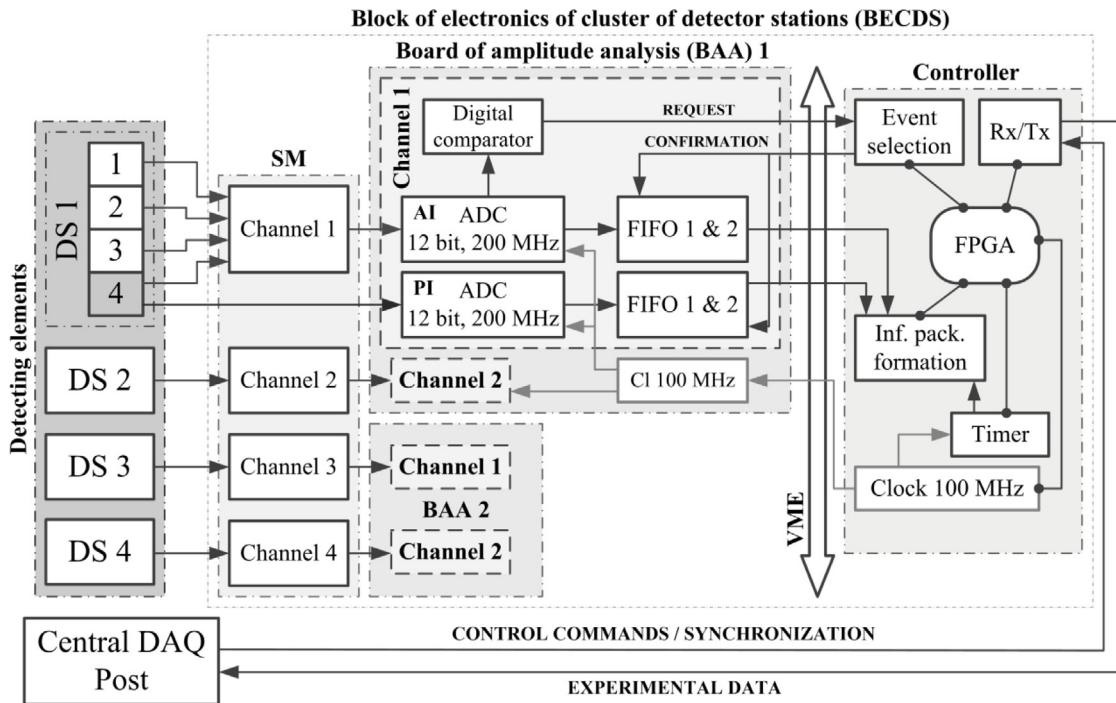 Block of electronics of cluster of detector stations (BECDS)
Board of amplitude analysis (BAA) 1
Controller
Detecting elements
DS 1
1
2
3
4
DS 2
DS 3
DS 4
SM
Channel 1
Channel 2
Channel 3
Channel 4
Channel 1
Digital
comparator
REQUEST
CONFIRMATION
AI ADC
12 bit, 200 MHz
FIFO 1 & 2
PI ADC
12 bit, 200 MHz
FIFO 1 & 2
Channel 2
Cl 100 MHz
Channel 1
BAA 2
Channel 2
VME
Event
selection
Rx/Tx
FPGA
Inf. pack.
formation
Timer
Clock 100 MHz
Central DAQ
Post
CONTROL COMMANDS / SYNCHRONIZATION
EXPERIMENTAL DATA